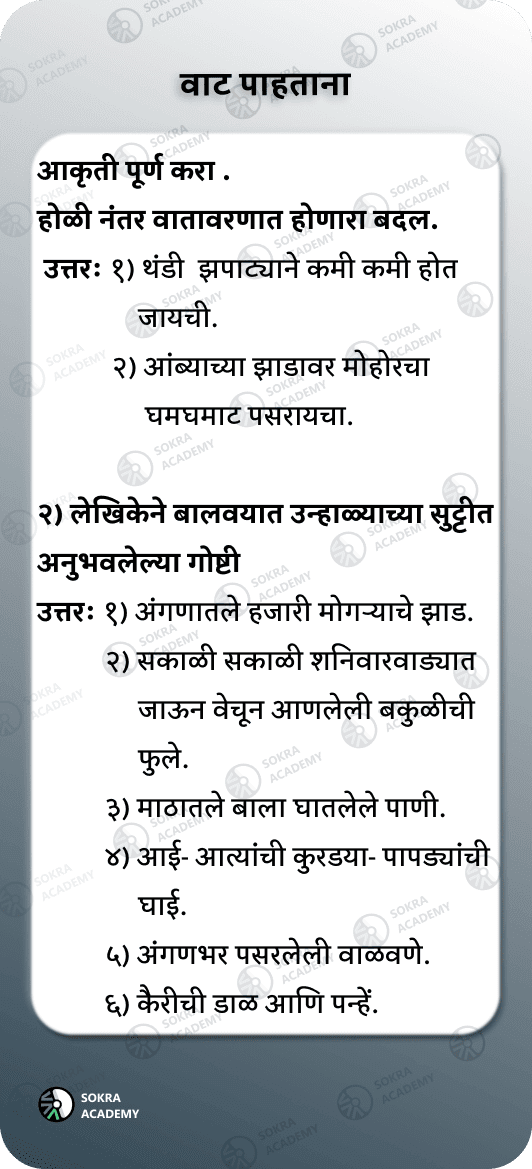 वाट पाहताना
आकृती पूर्ण करा .
होळी नंतर वातावरणात होणारा बदल.
उत्तरः १) थंडी झपाट्याने कमी कमी होत
जायची.
२) आंब्याच्या झाडावर मोहोरचा
घमघमाट पसरायचा.
२) लेखिकेने बालवयात उन्हाळ्याच्या सुट्टीत
अनुभवलेल्या गोष्टी
उत्तरः १) अंगणातले हजारी मोगऱ्याचे झाड.
२) सकाळी सकाळी शनिवारवाड्यात
जाऊन वेचून आणलेली बकुळीची
फुले.
३) माठातले बाला घातलेले पाणी.
४) आई- आत्यांची कुरडया- पापड्यांची
घाई.
५) अंगणभर पसरलेली वाळवणे.
६) कैरीची डाळ आणि पन्हें.
SOKRA
ACADEMY